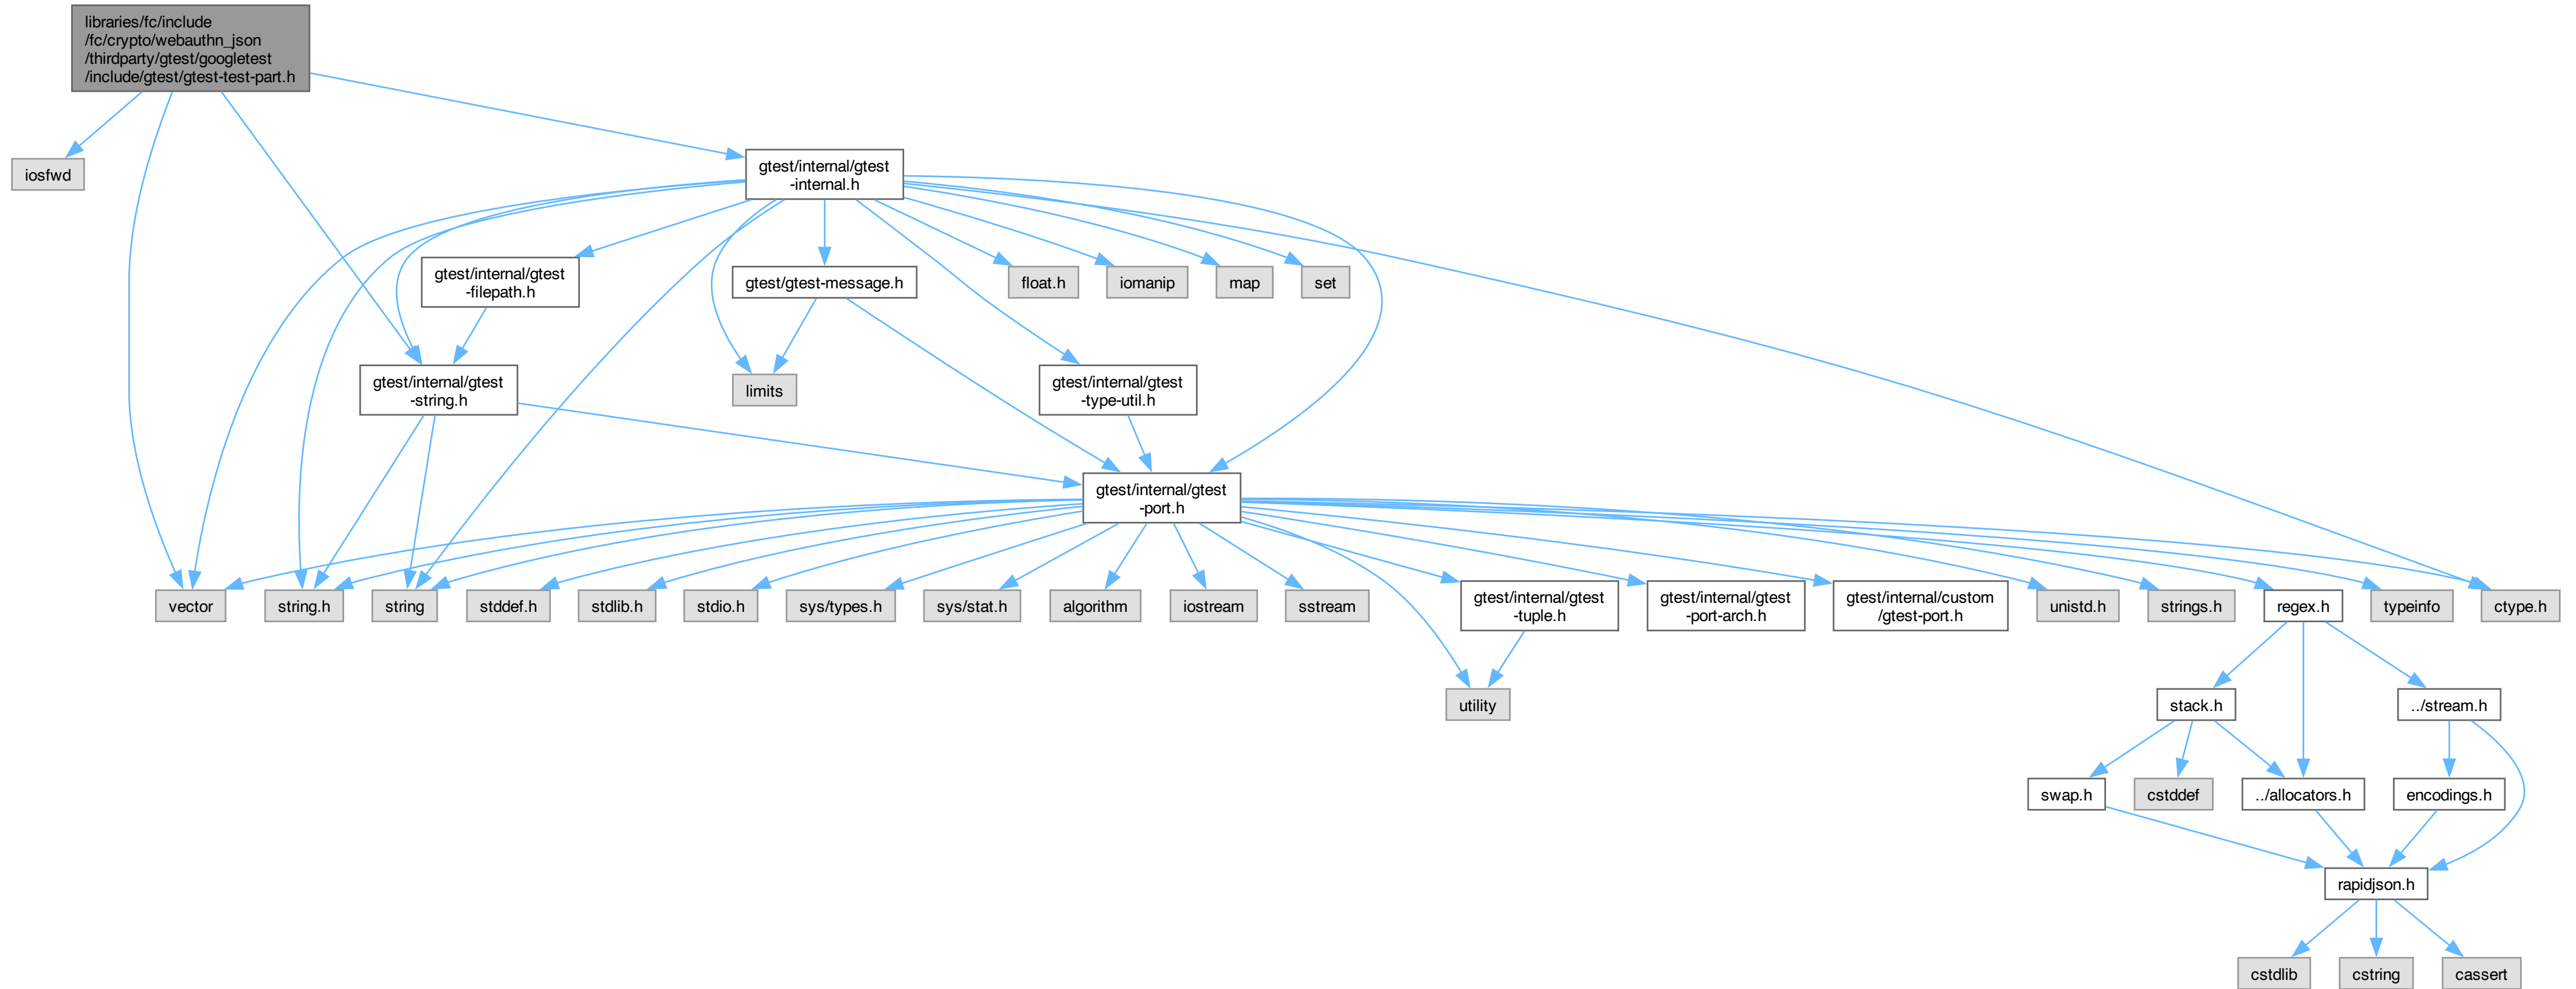 libraries/fc/include
/fc/crypto/webauthn_json
/thirdparty/gtest/googletest
/include/gtest/gtest-test-part.h
iosfwd
gtest/internal/gtest
-internal.h
gtest/internal/gtest
-filepath.h
gtest/gtest-message.h
float.h
iomanip
map
set
gtest/internal/gtest
-string.h
limits
gtest/internal/gtest
-type-util.h
gtest/internal/gtest
-port.h
vector
string.h
string
stddef.h
stdlib.h
stdio.h
sys/types.h
sys/stat.h
algorithm
iostream
sstream
gtest/internal/gtest
-tuple.h
gtest/internal/gtest
-port-arch.h
gtest/internal/custom
/gtest-port.h
unistd.h
strings.h
regex.h
typeinfo
ctype.h
utility
stack.h
../stream.h
swap.h
cstddef
../allocators.h
encodings.h
rapidjson.h
cstdlib
cstring
cassert